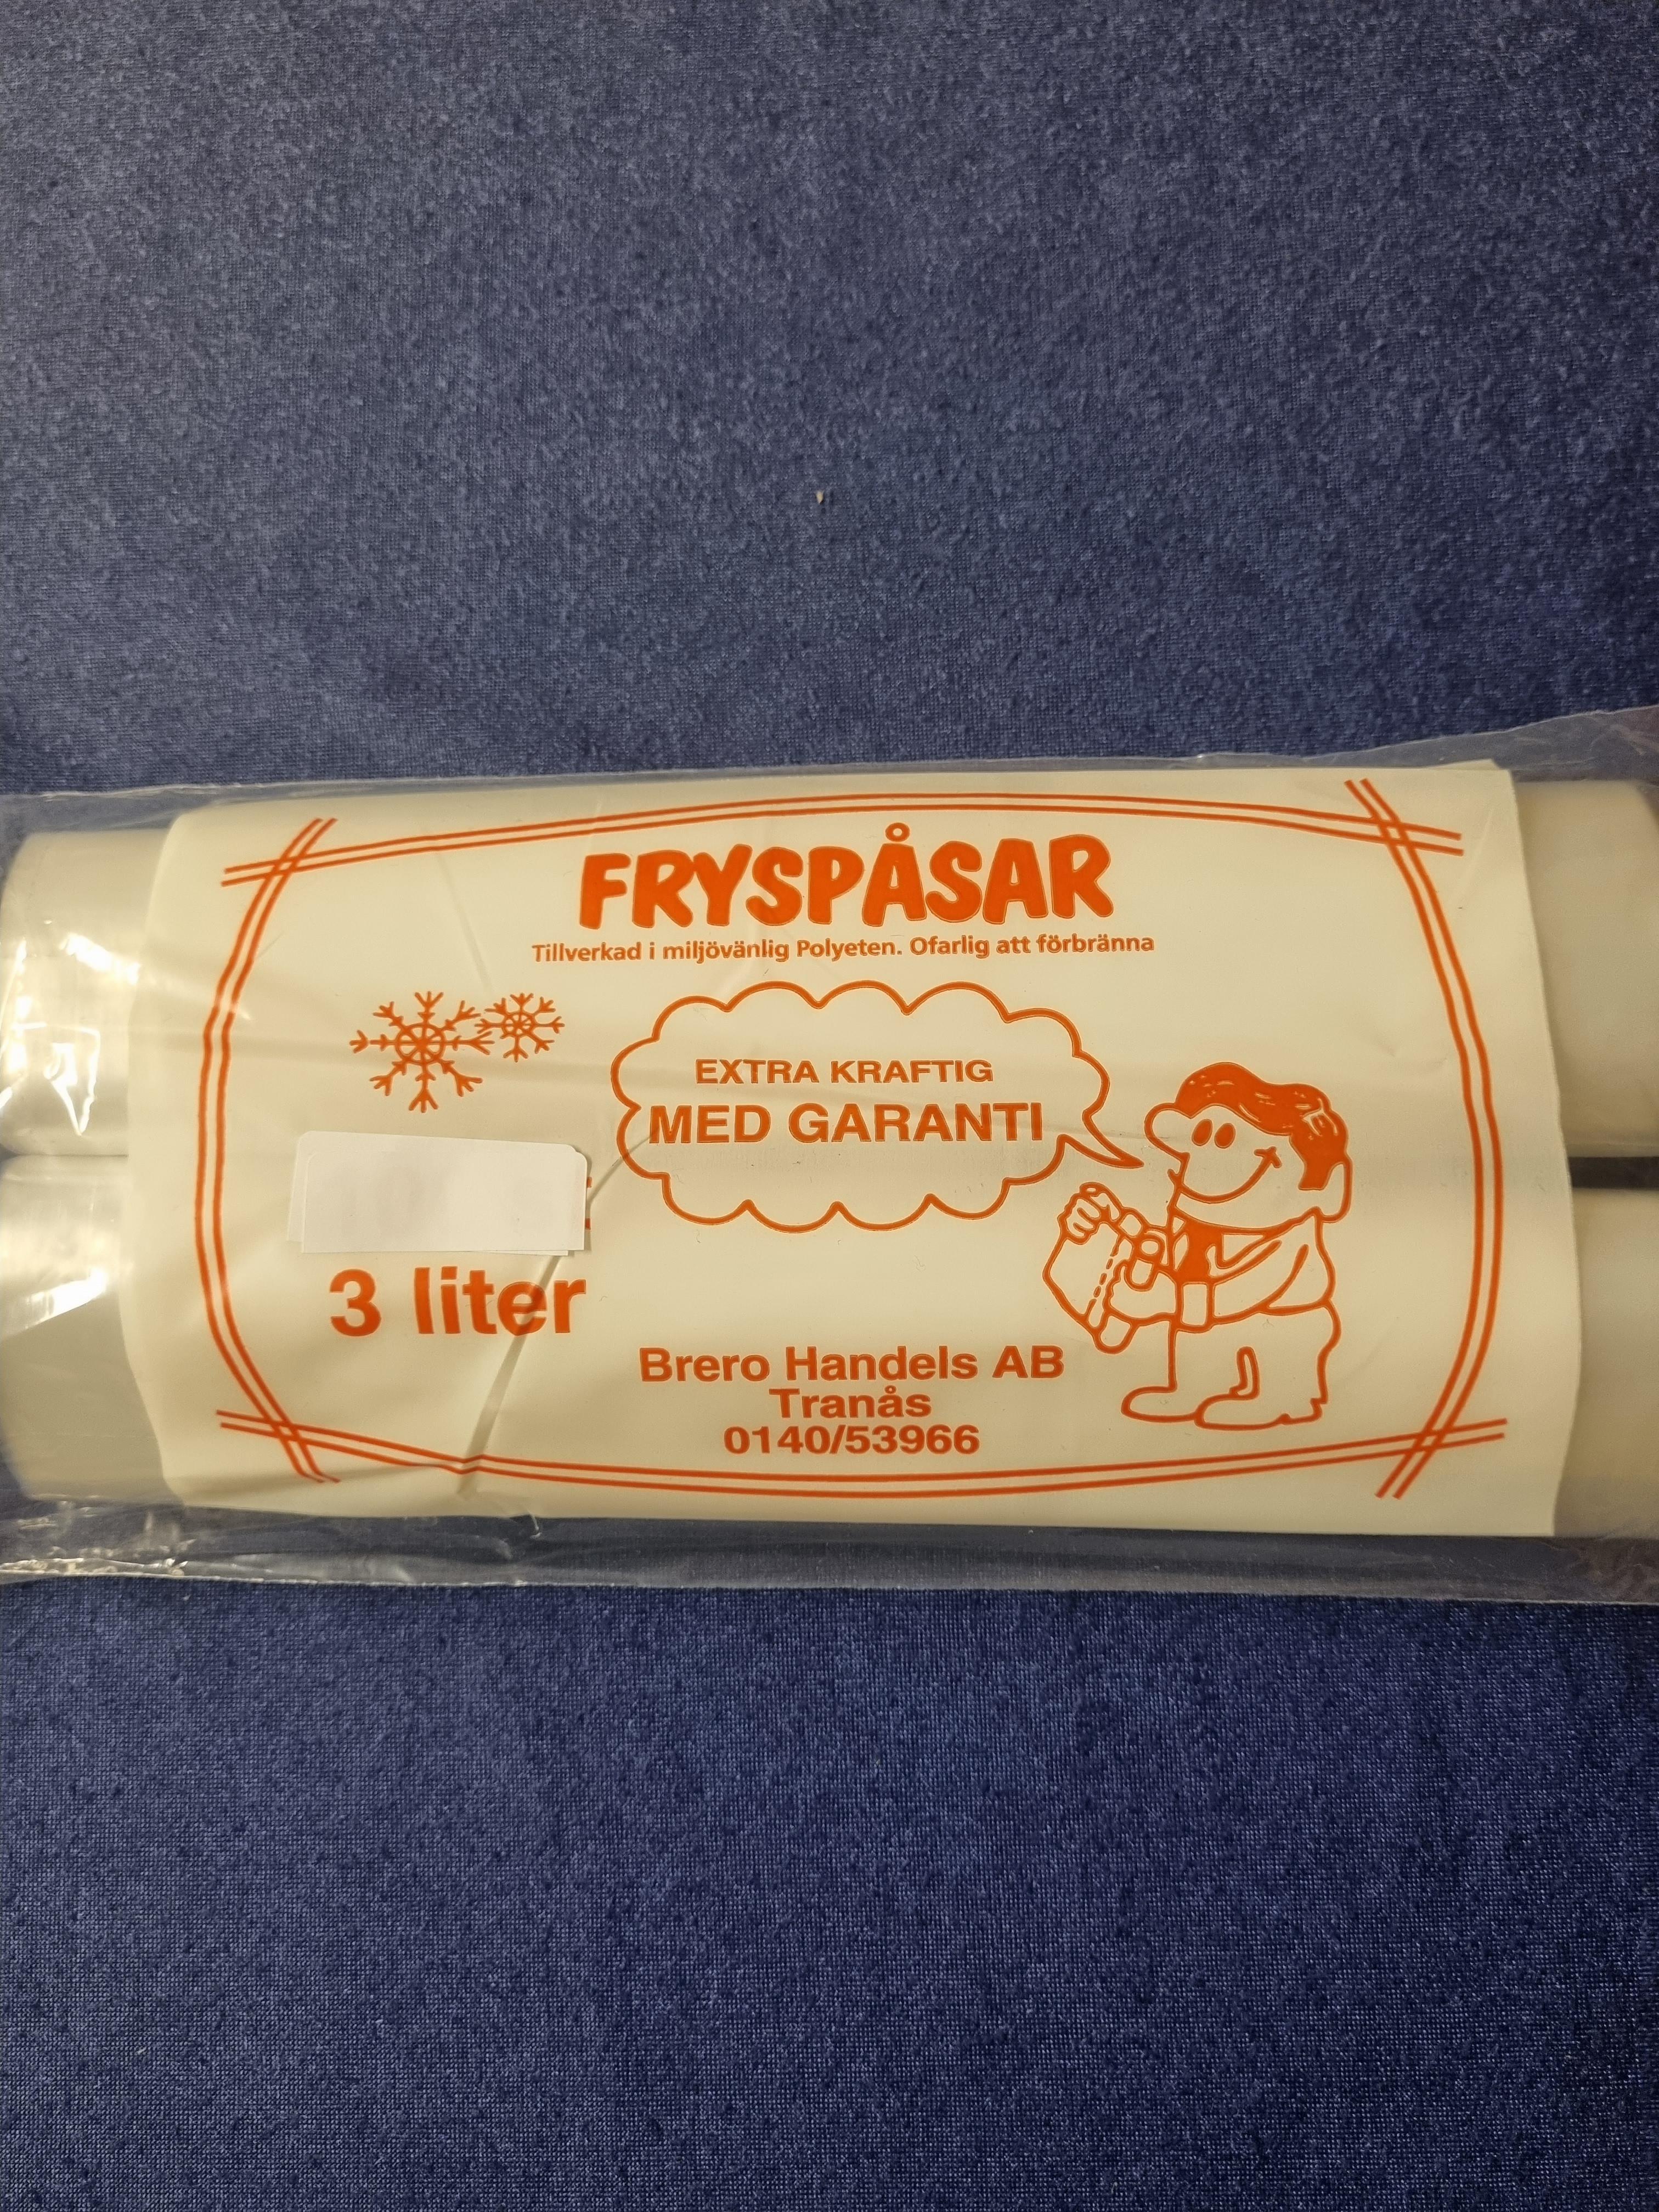 FRYSPÅSAR
Tillverkad i miljövänlig Polyeten. Ofarlig att förbränna
EXTRA KRAFTIG
MED GARANTI
3 liter
Brero Handels AB
Tranås
0140/53966